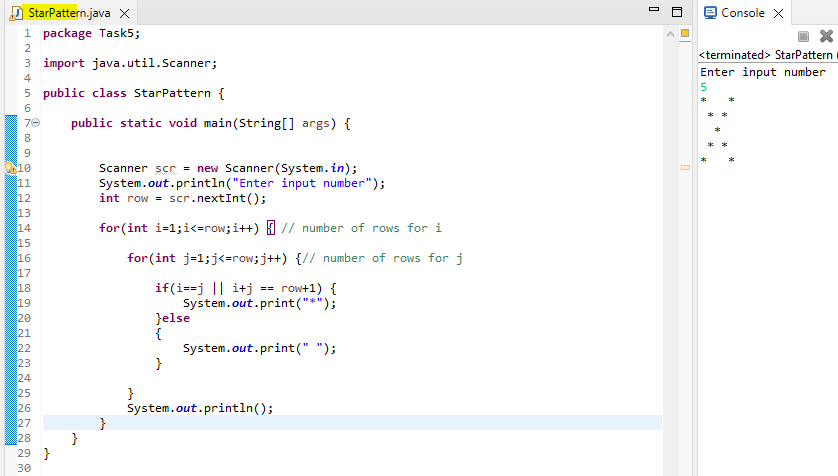 StarPattern.java
1 package Task5;
2
3 import java.util.Scanner;
4
5 public class StarPattern {
6
7 public static void main(String[] args) {
8
9
10 Scanner scr = new Scanner(System.in);
11 System.out.println("Enter input number");
12 int row = scr.nextInt();
13
14 for(int i=1;i<=row;i++) { // number of rows for i
15
16 for(int j=1;j<=row;j++) {// number of rows for j
17
18 if(i==j || i+j == row+1) {
19 System.out.print("*");
20 }else
21 {
22 System.out.print(" ");
23 }
24
25 }
26 System.out.println();
27 }
28 }
29 }
30
Console
<terminated> StarPattern (
Enter input number
5
*   *
 * *
  *
 * *
*   *